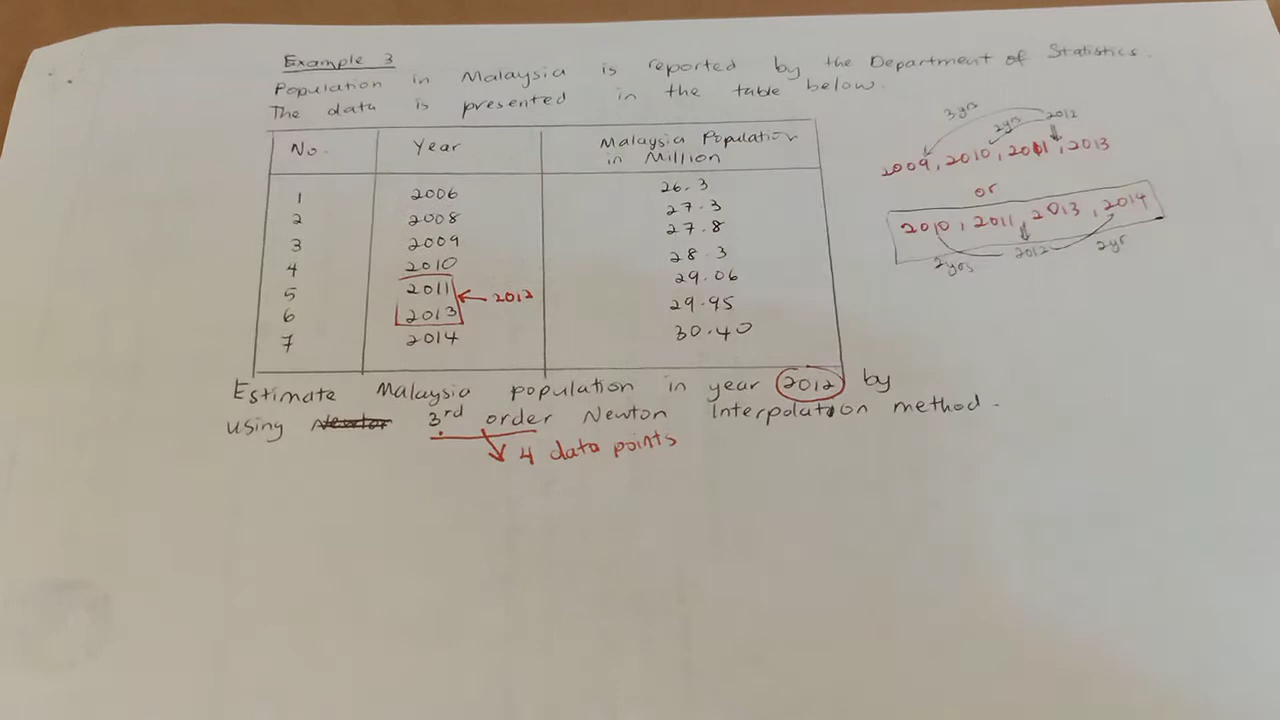 Example 3
Population in Malaysia is reported by the Department of Statistics.
The data is presented in the table below.
No. Year Malaysia Population in Million
1 2006 26.3
2 2008 27.3
3 2009 27.8
4 2010 28.3
5 2011 29.06
6 2013 29.95
7 2014 30.40
← 2012
Estimate Malaysia population in year 2012 by
using Newton 3rd order Newton Interpolation method.
4 data points
3yrs 2yrs 2012
2009, 2010, 2011, 2013
or
2010, 2011, 2013, 2014
2yrs 2012 2yr